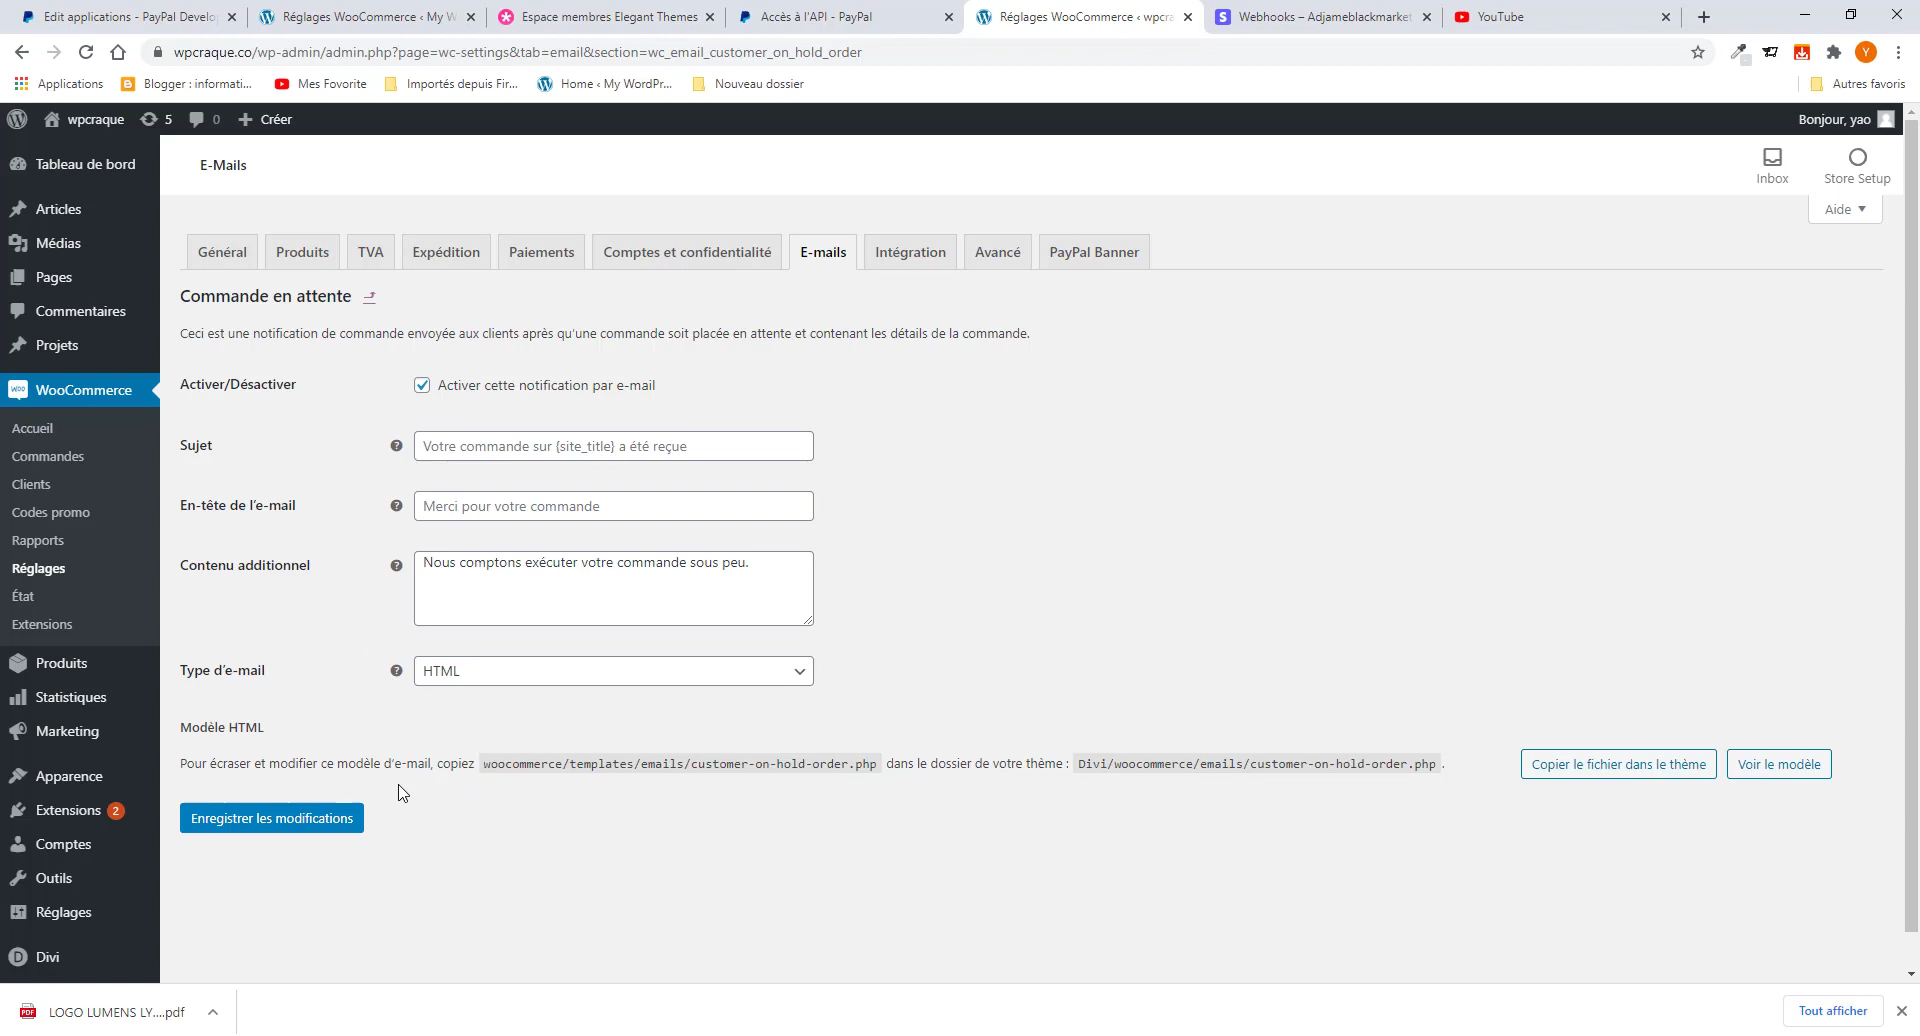 Edit applications - PayPal Develo
Réglages WooCommerce ‹ My W
Espace membres Elegant Themes
Accès à l'API - PayPal
Réglages WooCommerce ‹ wpcra
Webhooks – Adjameblackmarket
YouTube
wpcraque.co/wp-admin/admin.php?page=wc-settings&tab=email&section=wc_email_customer_on_hold_order
Y
Applications
Blogger : informati...
Mes Favorite
Importés depuis Fir...
Home ‹ My WordPr...
Nouveau dossier
Autres favoris
wpcraque
5
0
Créer
Bonjour, yao
Tableau de bord
Articles
Médias
Pages
Commentaires
Projets
WooCommerce
Accueil
Commandes
Clients
Codes promo
Rapports
Réglages
État
Extensions
Produits
Statistiques
Marketing
Apparence
Extensions 2
Comptes
Outils
Réglages
Divi
E-Mails
Inbox
Store Setup
Aide
Général
Produits
TVA
Expédition
Paiements
Comptes et confidentialité
E-mails
Intégration
Avancé
PayPal Banner
Commande en attente
Ceci est une notification de commande envoyée aux clients après qu'une commande soit placée en attente et contenant les détails de la commande.
Activer/Désactiver
Activer cette notification par e-mail
Sujet
Votre commande sur {site_title} a été reçue
En-tête de l'e-mail
Merci pour votre commande
Contenu additionnel
Nous comptons exécuter votre commande sous peu.
Type d'e-mail
HTML
Modèle HTML
Pour écraser et modifier ce modèle d'e-mail, copiez woocommerce/templates/emails/customer-on-hold-order.php dans le dossier de votre thème : Divi/woocommerce/emails/customer-on-hold-order.php .
Copier le fichier dans le thème
Voir le modèle
Enregistrer les modifications
LOGO LUMENS LY....pdf
Tout afficher